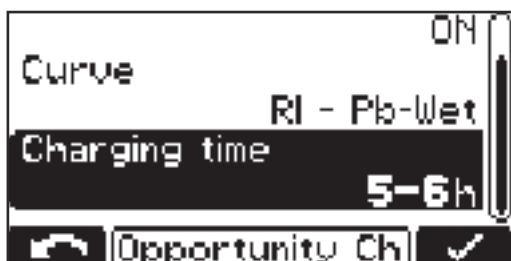 ON
Curve
RI - Pb-Wet
Charging time
5-6h
Opportunity Ch